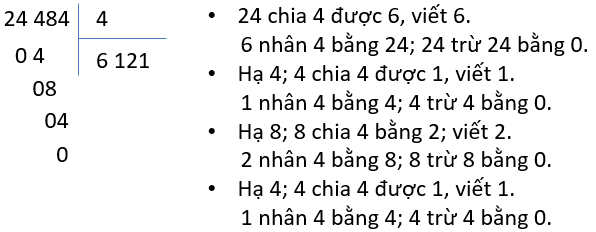 24 484 4
0 4 6 121
08
04
0
• 24 chia 4 được 6, viết 6.
6 nhân 4 bằng 24; 24 trừ 24 bằng 0.
• Hạ 4; 4 chia 4 được 1, viết 1.
1 nhân 4 bằng 4; 4 trừ 4 bằng 0.
• Hạ 8; 8 chia 4 bằng 2; viết 2.
2 nhân 4 bằng 8; 8 trừ 8 bằng 0.
• Hạ 4; 4 chia 4 được 1, viết 1.
1 nhân 4 bằng 4; 4 trừ 4 bằng 0.